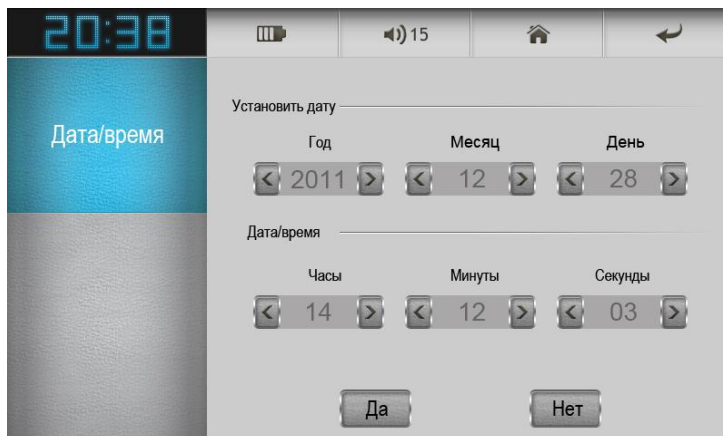 20:38
15
Дата/время
Установить дату
Год Месяц День
2011 12 28
Дата/время
Часы Минуты Секунды
14 12 03
Да Нет